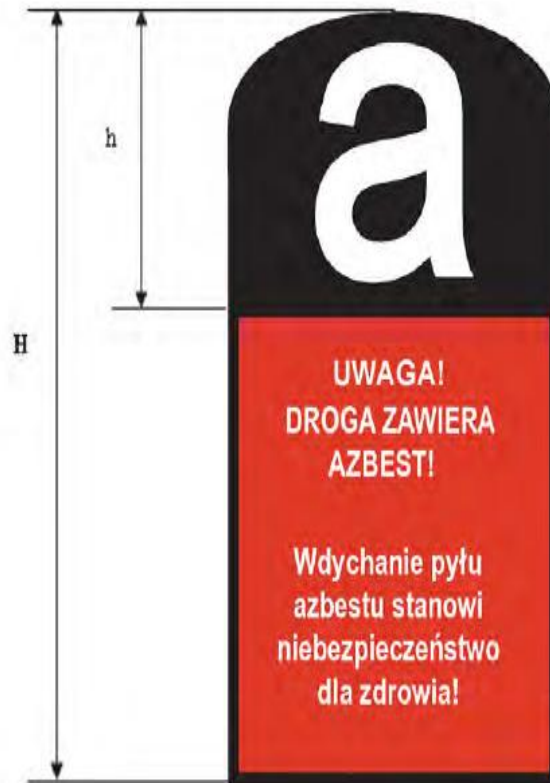 a
h
H
UWAGA!
DROGA ZAWIERA
AZBEST!
Wdychanie pyłu
azbestu stanowi
niebezpieczeństwo
dla zdrowia!